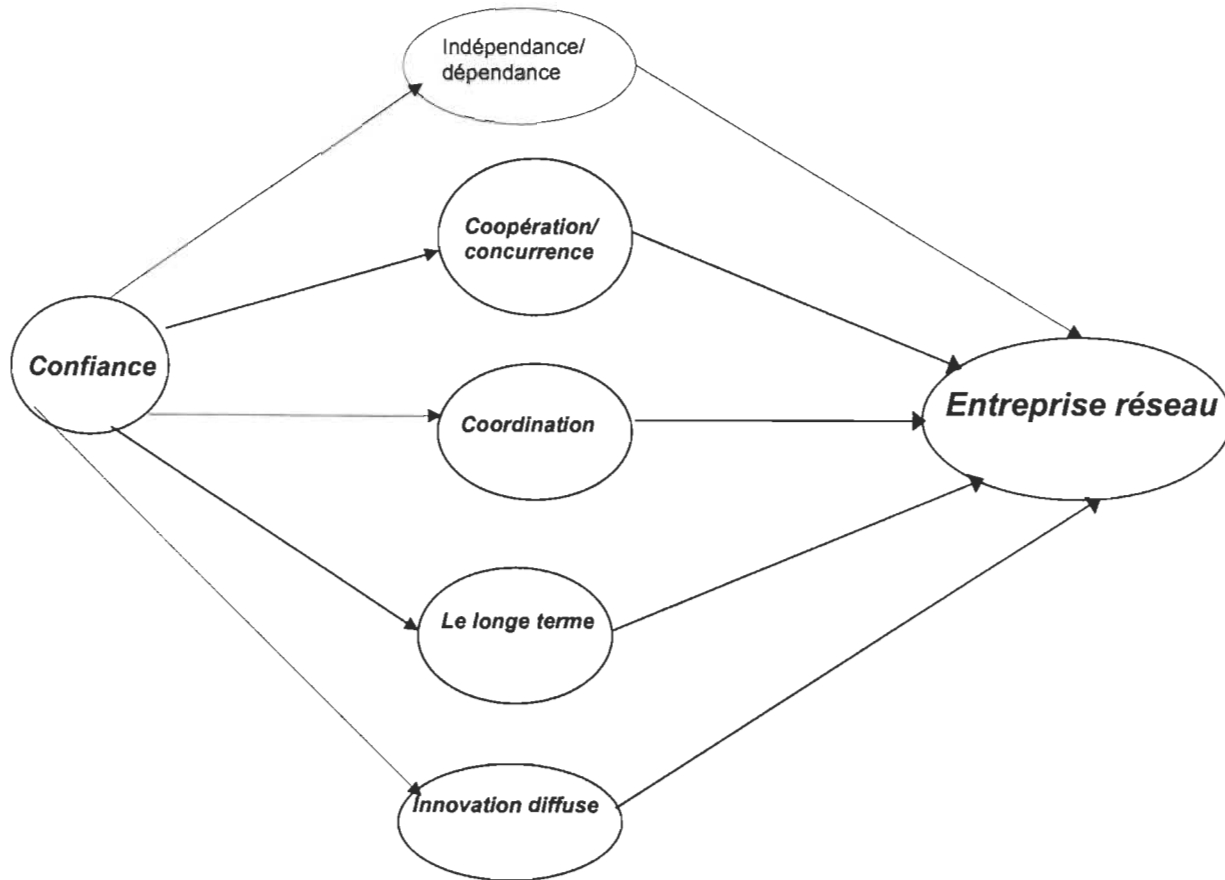 Indépendance/
dépendance
Coopération/
concurrence
Confiance
Entreprise réseau
Coordination
Le longe terme
Innovation diffuse